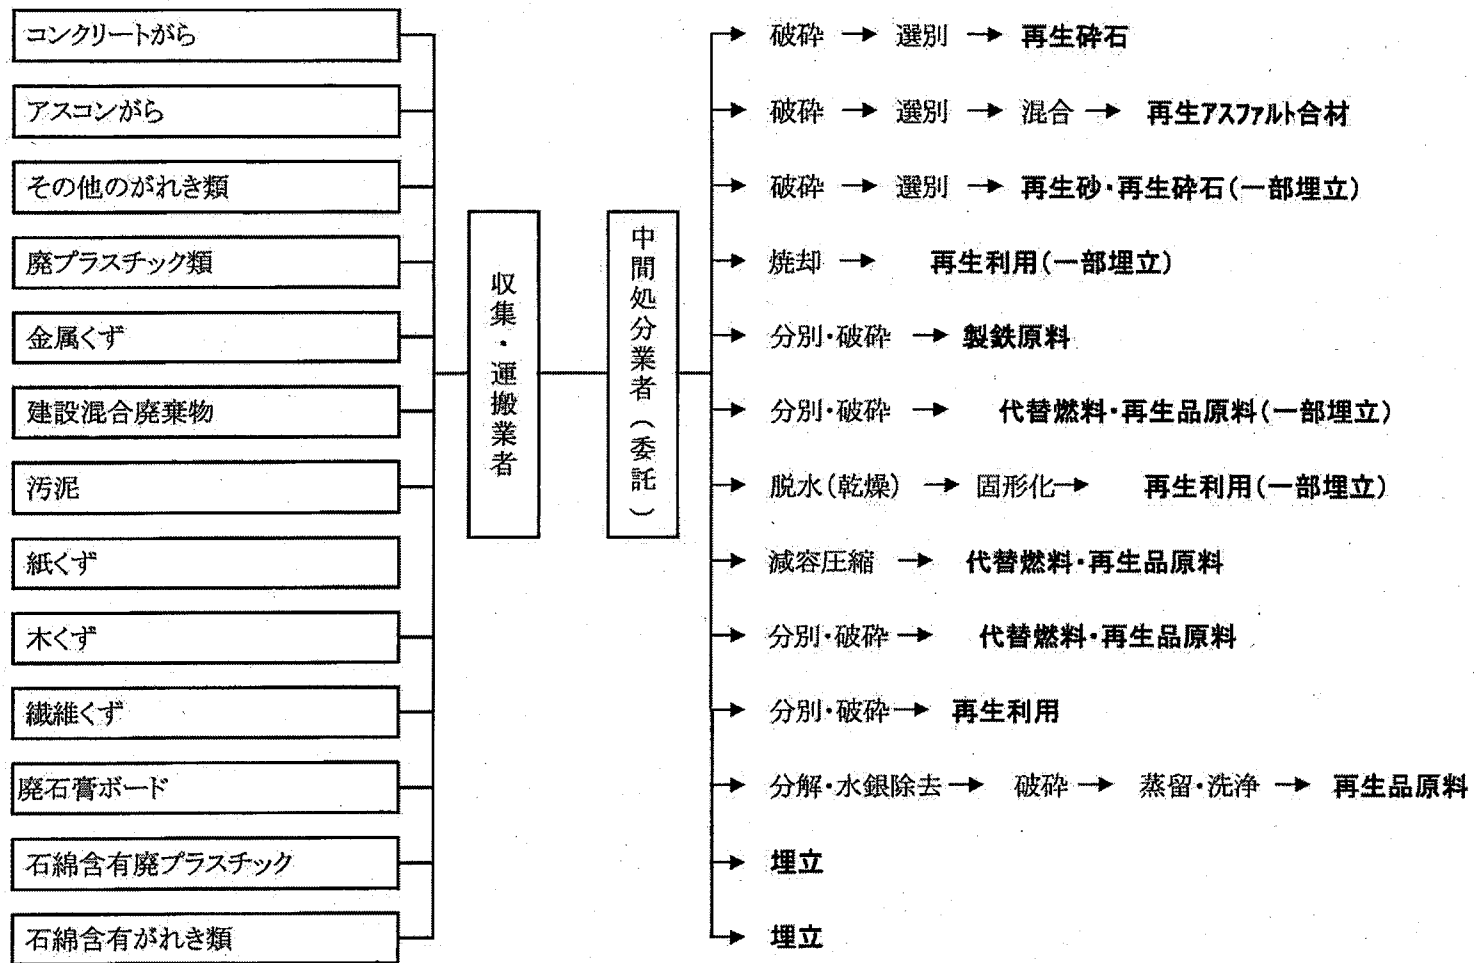 コンクリートがら
アスコンがら
その他のがれき類
廃プラスチック類
金属くず
建設混合廃棄物
汚泥
紙くず
木くず
繊維くず
廃石膏ボード
石綿含有廃プラスチック
石綿含有がれき類
収集・運搬業者
中間処分業者(委託)
破砕 → 選別 → 再生砕石
破砕 → 選別 → 混合 → 再生アスファルト合材
破砕 → 選別 → 再生砂・再生砕石(一部埋立)
焼却 → 再生利用(一部埋立)
分別・破砕 → 製鉄原料
分別・破砕 → 代替燃料・再生品原料(一部埋立)
脱水(乾燥) → 固形化→ 再生利用(一部埋立)
減容圧縮 → 代替燃料・再生品原料
分別・破砕 → 代替燃料・再生品原料
分別・破砕→ 再生利用
分解・水銀除去→ 破砕 → 蒸留・洗浄 → 再生品原料
埋立
埋立